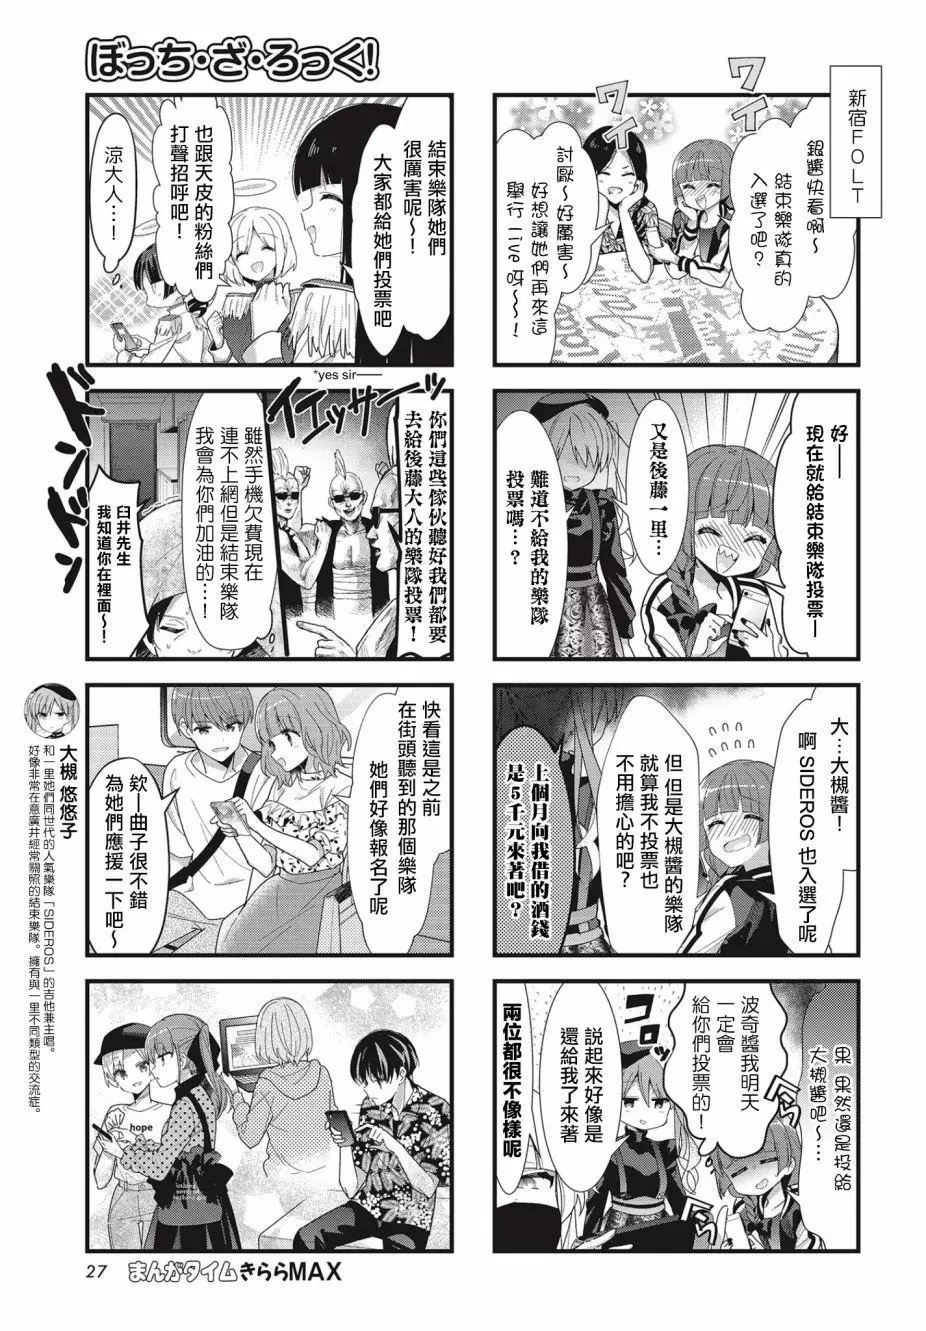 ぼっち・ざ・ろっく!
新宿FOLT
ワ
イ
ワ
イ
銀醬快看啊～
結束樂隊真的
入選了吧?
討厭～好厲害～
好想讓她們再來這
舉行 live 呀～!
好——
現在就給結束樂隊投票—
又是後藤一里…
難道不給我的樂隊
投票嗎…?
大…大槻醬!
啊 SIDEROS 也入選了呢
但 但是大槻醬的樂隊
就算我不投票也
不用擔心的吧?
上個月向我借的酒錢
是5千元來著吧?
果 果然還是投給
大槻醬吧～…
波奇醬我明天
一定會
給你們投票的!
說起來好像是
還給我了來著
兩位都很不像樣呢
結束樂隊她們
很厲害呢～!
大家都給她們投票吧
也跟天皮的粉絲們
打聲招呼吧!
涼大人…!
*yes sir——
イエッサーッ
你們這些傢伙聽好我們都要
去給後藤大人的樂隊投票!
雖然手機欠費現在
連不上網但是結束樂隊
我會為你們加油的…!
ドンドン
臼井先生
我知道你在裡面～!
快看這是之前
在街頭聽到的那個樂隊
她們好像報名了呢
欸—曲子很不錯
為她們應援一下吧～
hope
大槻 悠悠子
和一里她們同世代的人氣樂隊「SIDEROS」的吉他兼主唱。
好像非常在意廣井經常關照的結束樂隊。擁有與一里不同類型的交流症。
27
まんがタイムきららMAX